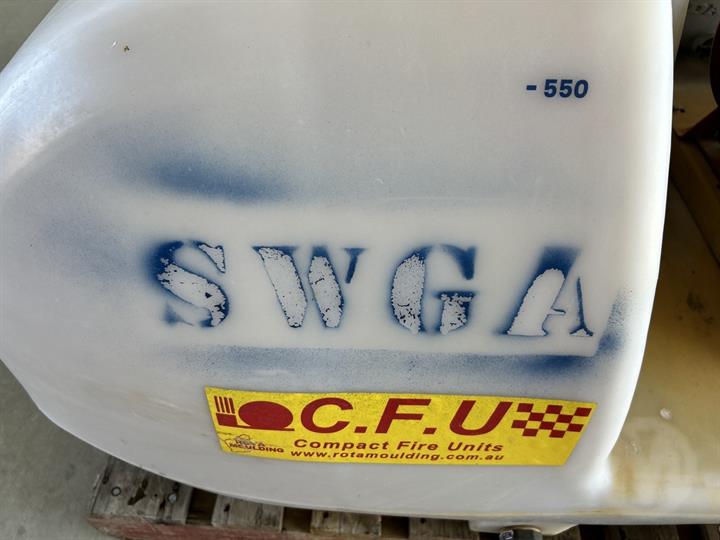 - 550
SWGA
C.F.U
Compact Fire Units
MOULDING
www.rotamoulding.com.au